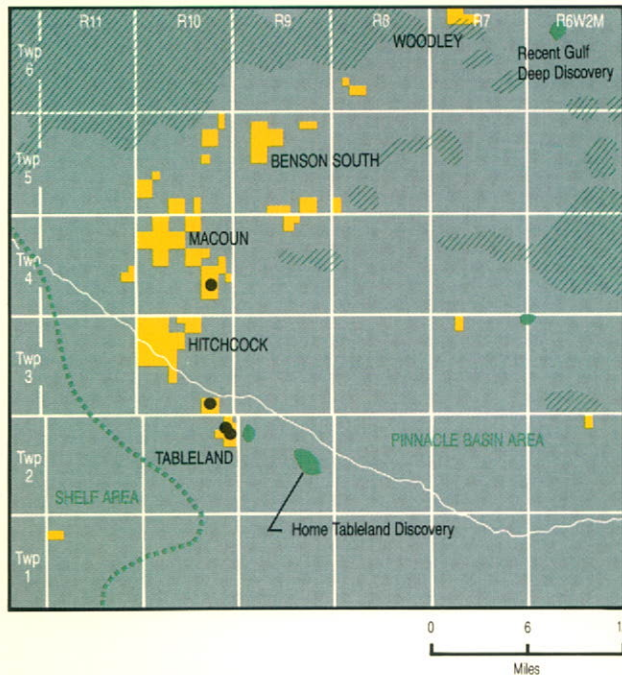 R11 R10 R9 R8 R7 R6W2M
WOODLEY
Recent Gulf
Deep Discovery
Twp
6
BENSON SOUTH
Twp
5
MACOUN
Twp
4
HITCHCOCK
Twp
3
PINNACLE BASIN AREA
TABLELAND
Twp
2
SHELF AREA
Home Tableland Discovery
Twp
1
0 6
Miles